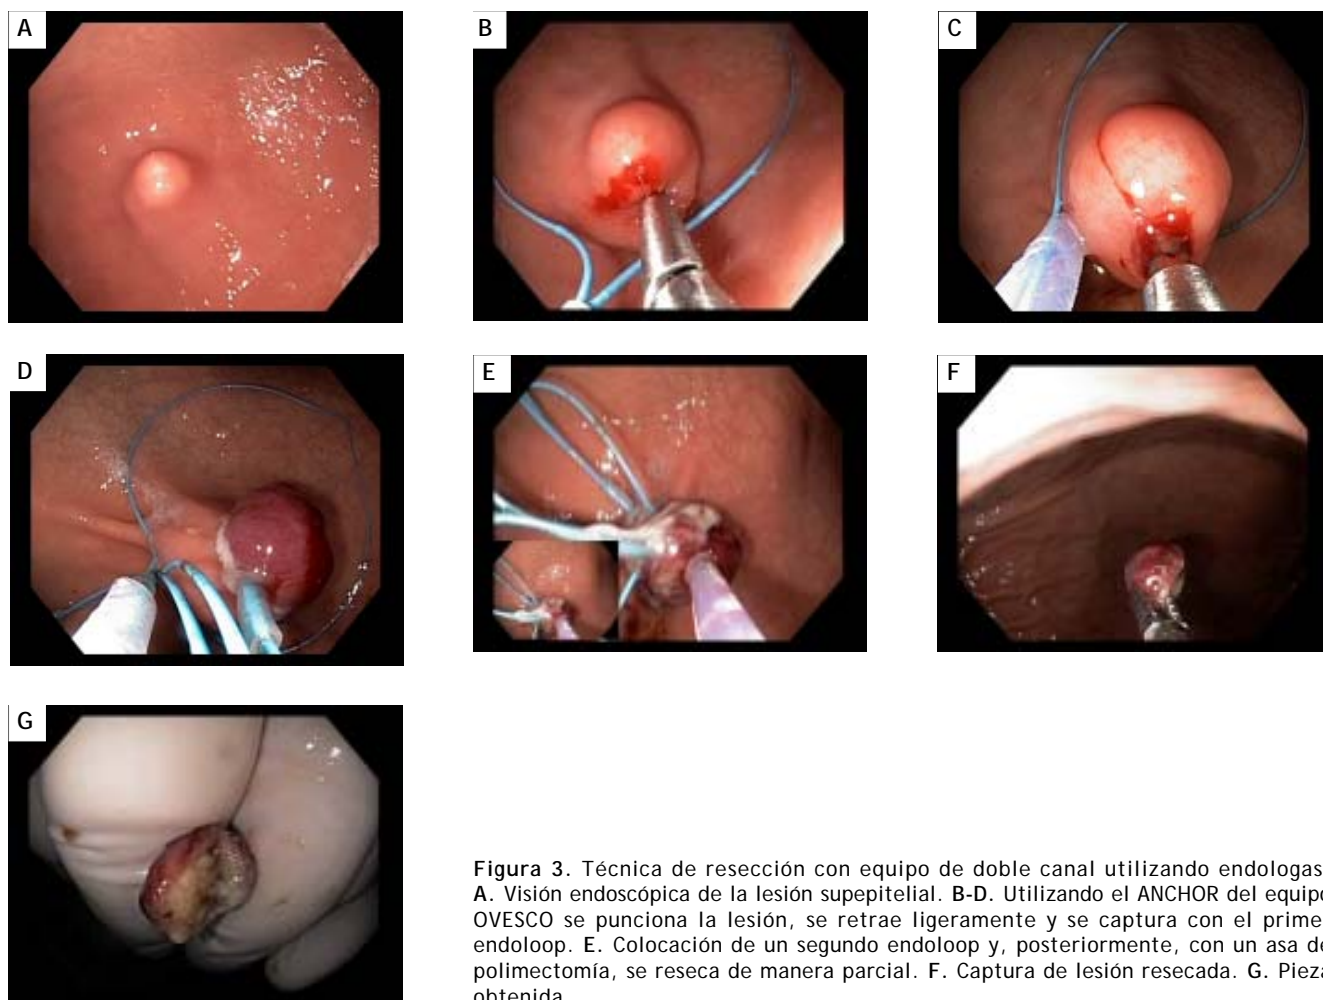 A
B
C
D
E
F
G
Figura 3. Técnica de resección con equipo de doble canal utilizando endologas
A. Visión endoscópica de la lesión supepitelial. B-D. Utilizando el ANCHOR del equipo
OVESCO se punciona la lesión, se retrae ligeramente y se captura con el prime
endoloop. E. Colocación de un segundo endoloop y, posteriormente, con un asa de
polimectomía, se reseca de manera parcial. F. Captura de lesión resecada. G. Pieza
obtenida